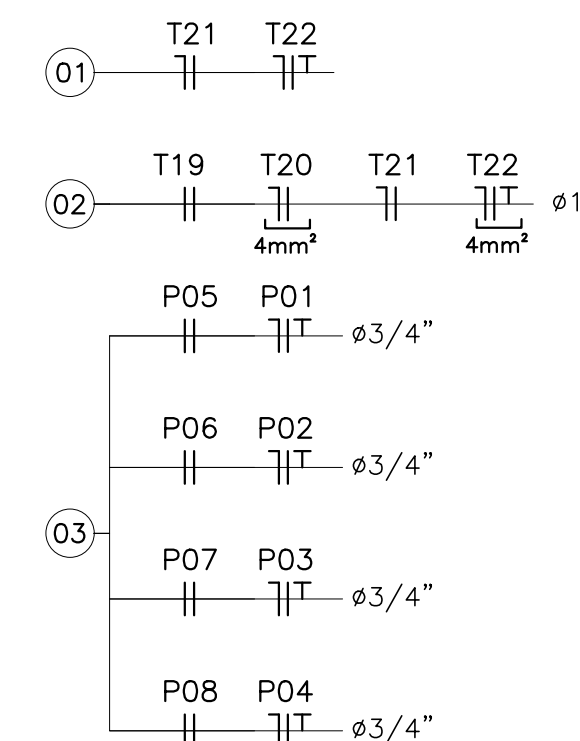 T21 T22
01
T19 T20 T21 T22
02 ø1
4mm² 4mm²
P05 P01
ø3/4”
P06 P02
ø3/4”
03
P07 P03
ø3/4”
P08 P04
ø3/4”